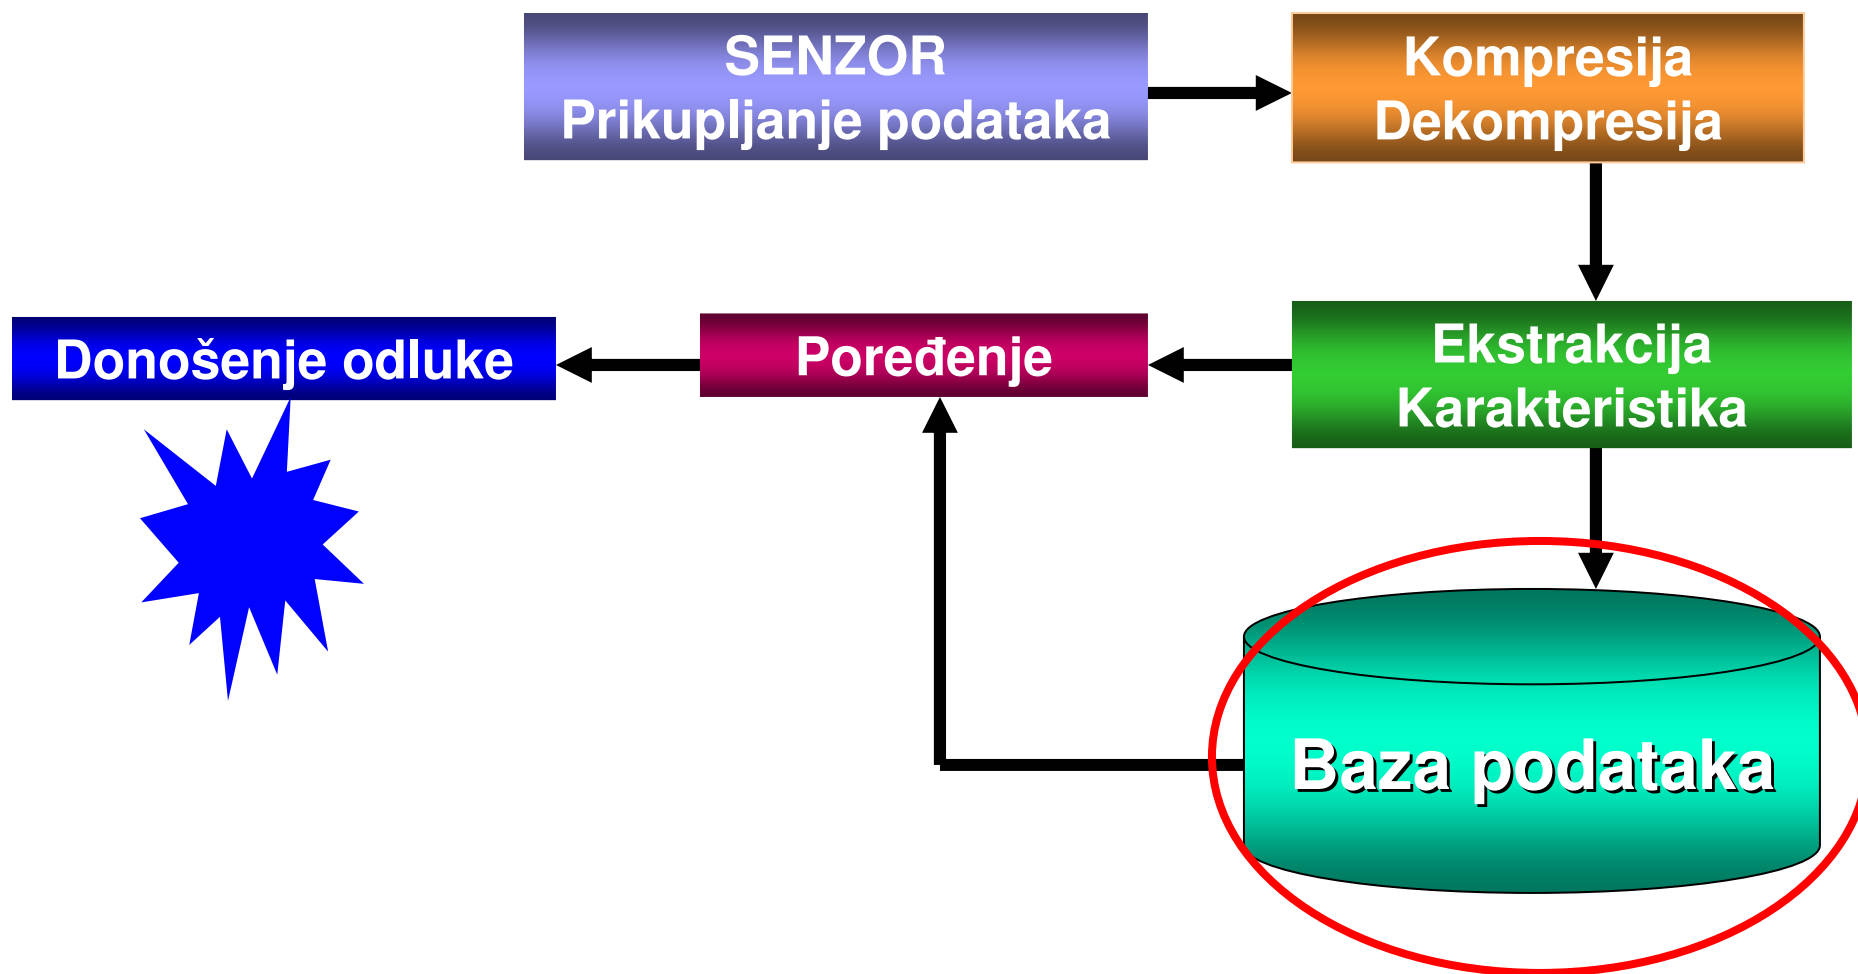 SENZOR
Prikupljanje podataka
Kompresija
Dekompresija
Donošenje odluke
Poređenje
Ekstrakcija
Karakteristika
Baza podataka